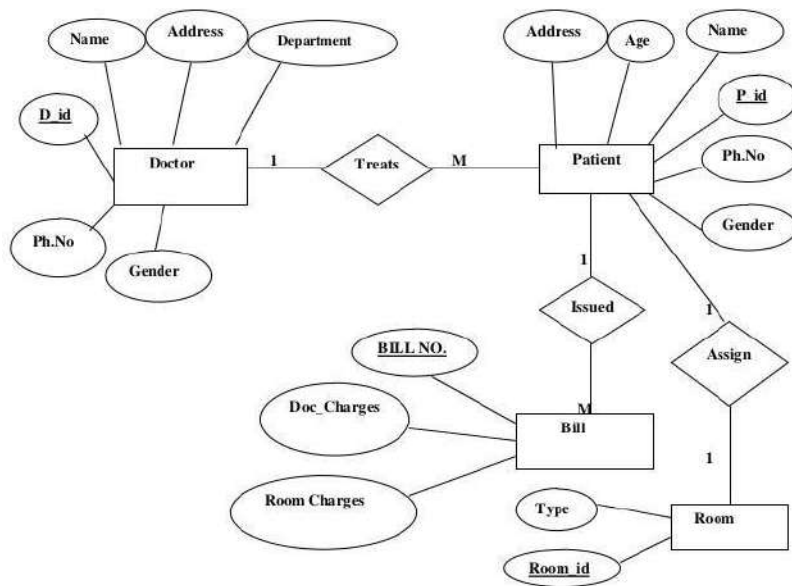 Name
Address
Department
Address
Age
Name
D_id
P_id
Doctor
1
Treats
M
Patient
Ph.No
Ph.No
Gender
Gender
1
Issued
1
Assign
BILL NO.
Doc_Charges
M
Bill
1
Room Charges
Type
Room
Room_id